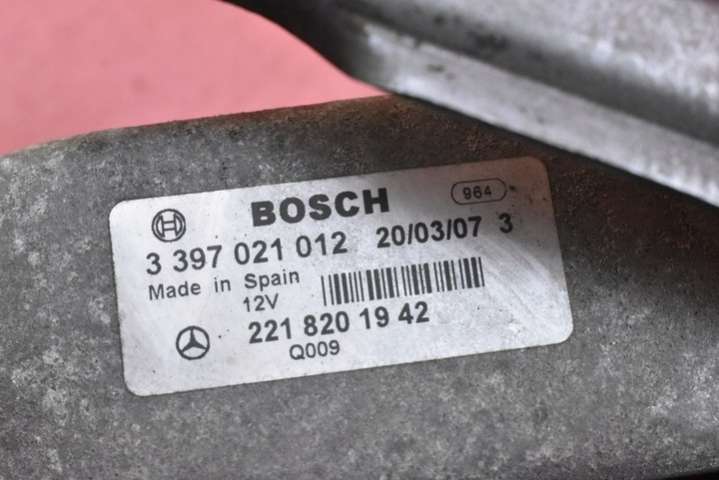 BOSCH 964
3 397 021 012 20/03/07 3
Made in Spain
12V
221 820 19 42
Q009